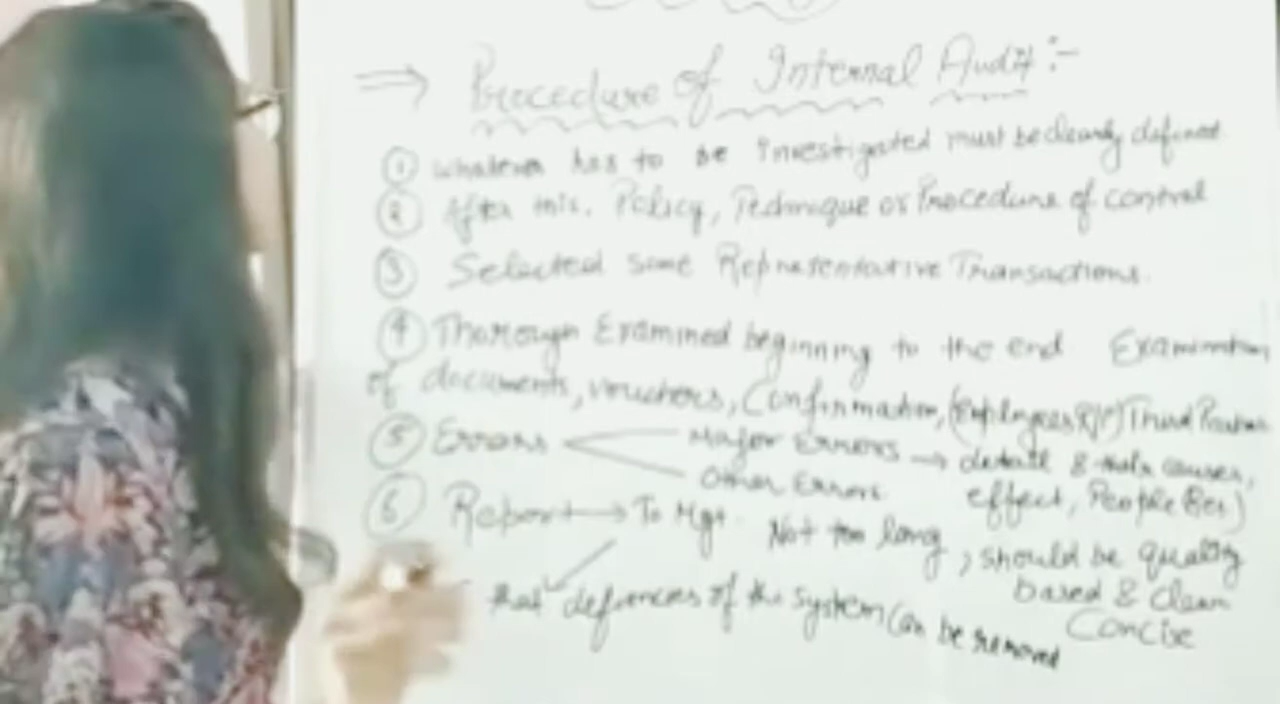 ⇒ Procedure of Internal Audit :-
① Whatever has to be investigated must be clearly defined
② After this, Policy, Technique or Procedure of control
③ Selected some Representative Transactions.
④ Thorough Examined beginning to the end Examination
of documents, vouchers, Confirmation, (Employees Third Parties
⑤ Errors Major Errors → detail causes,
Other Errors effect, People
⑥ Report → To Mgt. Not too long, should be quality
based & Clear
Concise
that of the system can be removed